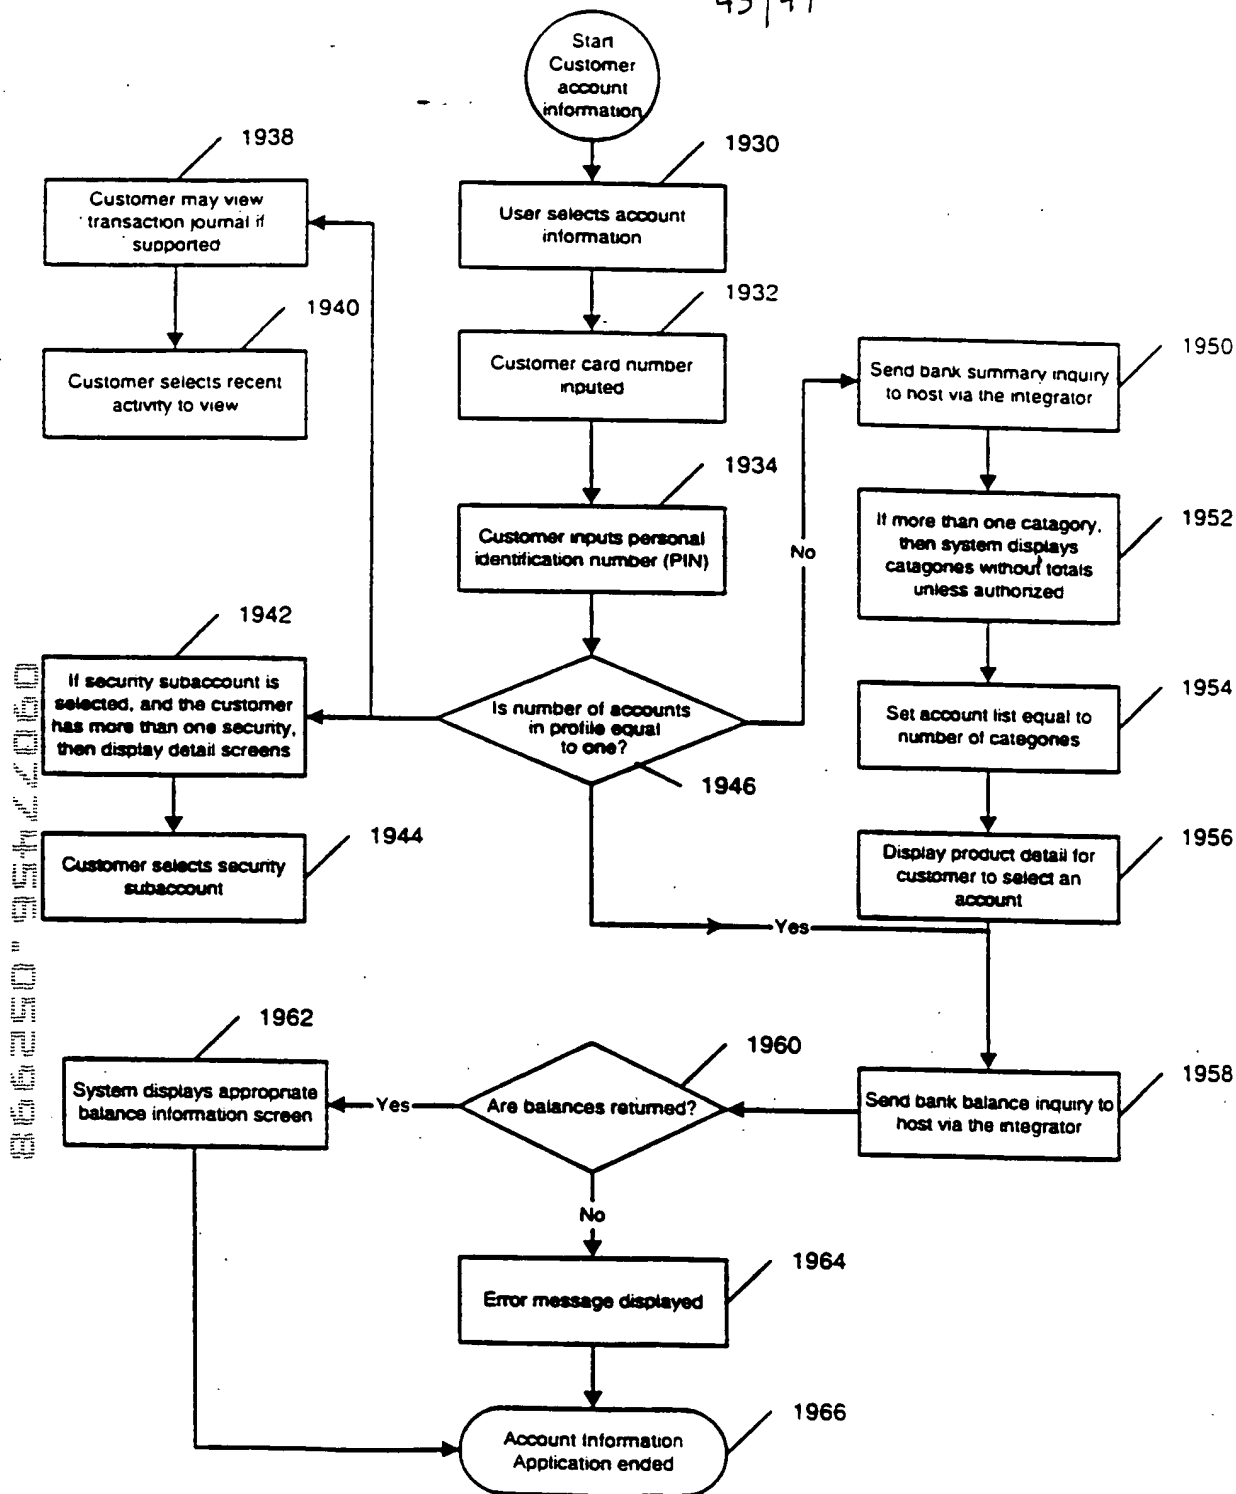 Start
Customer
account
information
1930
User selects account
information
1938
Customer may view
transaction journal if
supported
1940
Customer selects recent
activity to view
1932
Customer card number
inputed
1934
Customer inputs personal
identification number (PIN)
1950
Send bank summary inquiry
to host via the integrator
1952
If more than one catagory,
then system displays
catagories without totals
unless authorized
No
1942
If security subaccount is
selected, and the customer
has more than one security,
then display detail screens
1944
Customer selects security
subaccount
Is number of accounts
in profile equal
to one?
1946
1954
Set account list equal to
number of categories
1956
Display product detail for
customer to select an
account
Yes
1958
Send bank balance inquiry to
host via the integrator
1960
Are balances returned?
Yes
1962
System displays appropriate
balance information screen
No
1964
Error message displayed
1966
Account Information
Application ended